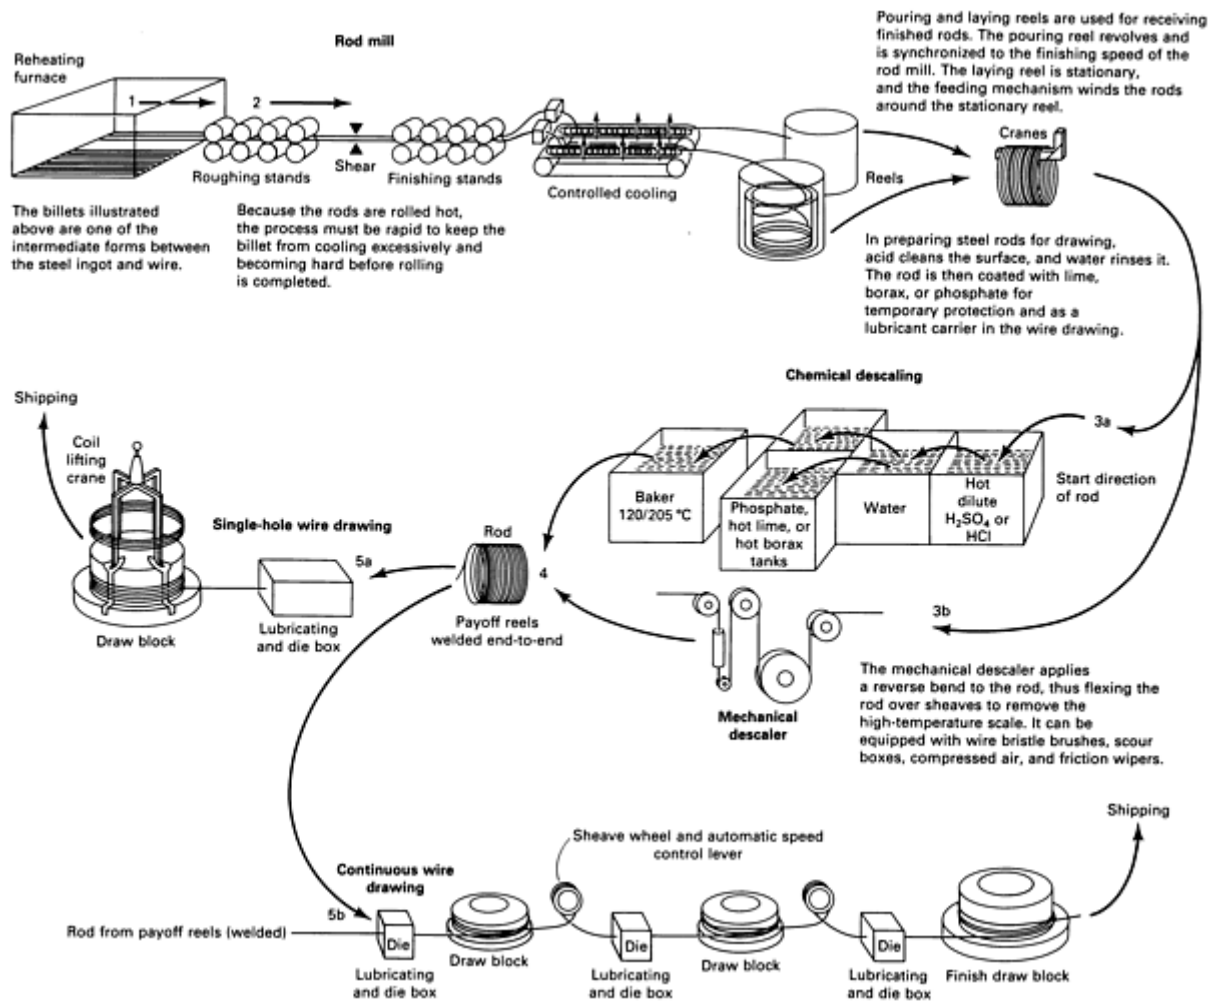 Rod mill
Pouring and laying reels are used for receiving
finished rods. The pouring reel revolves and
is synchronized to the finishing speed of the
rod mill. The laying reel is stationary,
and the feeding mechanism winds the rods
around the stationary reel.
Reheating
furnace
1
2
Roughing stands
Shear
Finishing stands
Controlled cooling
Reels
Cranes
The billets illustrated
above are one of the
intermediate forms between
the steel ingot and wire.
Because the rods are rolled hot,
the process must be rapid to keep the
billet from cooling excessively and
becoming hard before rolling
is completed.
In preparing steel rods for drawing,
acid cleans the surface, and water rinses it.
The rod is then coated with lime,
borax, or phosphate for
temporary protection and as a
lubricant carrier in the wire drawing.
Chemical descaling
3a
Start direction
of rod
Baker
120/205 °C
Phosphate,
hot lime, or
hot borax
tanks
Water
Hot
dilute
H₂SO₄ or
HCl
Shipping
Coil
lifting
crane
Single-hole wire drawing
5a
Rod
4
Draw block
Lubricating
and die box
Payoff reels
welded end-to-end
3b
Mechanical
descaler
The mechanical descaler applies
a reverse bend to the rod, thus flexing the
rod over sheaves to remove the
high-temperature scale. It can be
equipped with wire bristle brushes, scour
boxes, compressed air, and friction wipers.
Shipping
Sheave wheel and automatic speed
control lever
Continuous wire
drawing
5b
Rod from payoff reels (welded)
Die
Lubricating
and die box
Draw block
Die
Lubricating
and die box
Draw block
Die
Lubricating
and die box
Finish draw block